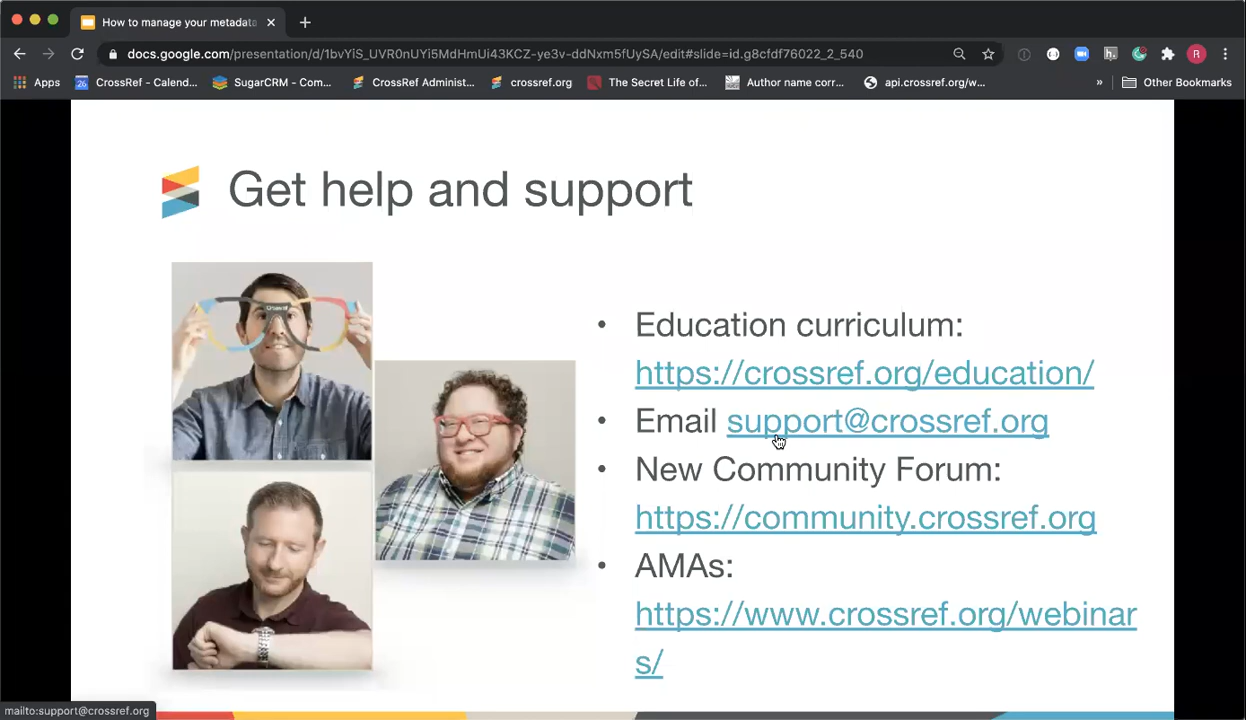 How to manage your metadata
docs.google.com/presentation/d/1bvYiS_UVR0nUYi5MdHmUi43KCZ-ye3v-ddNxm5fUySA/edit#slide=id.g8cfdf76022_2_540
R
Apps
26
CrossRef - Calend...
SugarCRM - Com...
CrossRef Administ...
crossref.org
The Secret Life of...
Author name corr...
api.crossref.org/w...
»
Other Bookmarks
Get help and support
Crossref
• Education curriculum:
https://crossref.org/education/
• Email support@crossref.org
• New Community Forum:
https://community.crossref.org
• AMAs:
https://www.crossref.org/webinar
s/
mailto:support@crossref.org